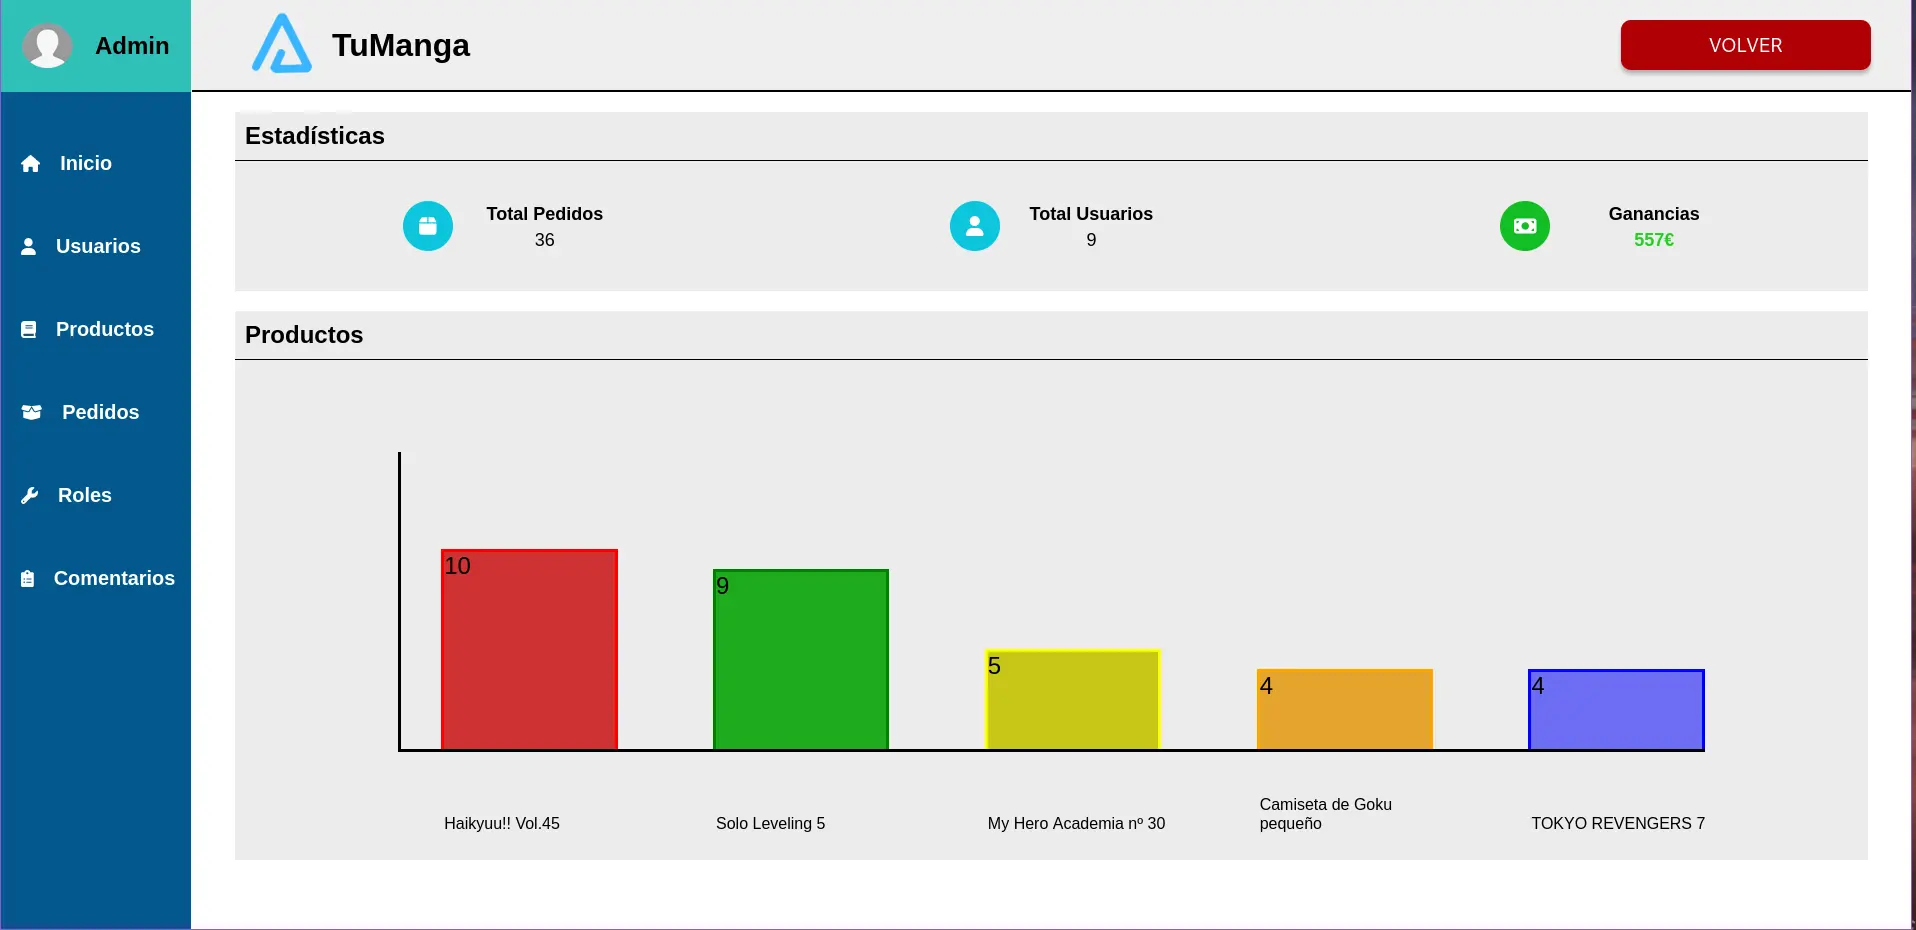 Admin
TuManga
VOLVER
Inicio
Usuarios
Productos
Pedidos
Roles
Comentarios
Estadísticas
Total Pedidos
36
Total Usuarios
9
Ganancias
557€
Productos
10
9
5
4
4
Haikyuu!! Vol.45
Solo Leveling 5
My Hero Academia nº 30
Camiseta de Goku
pequeño
TOKYO REVENGERS 7